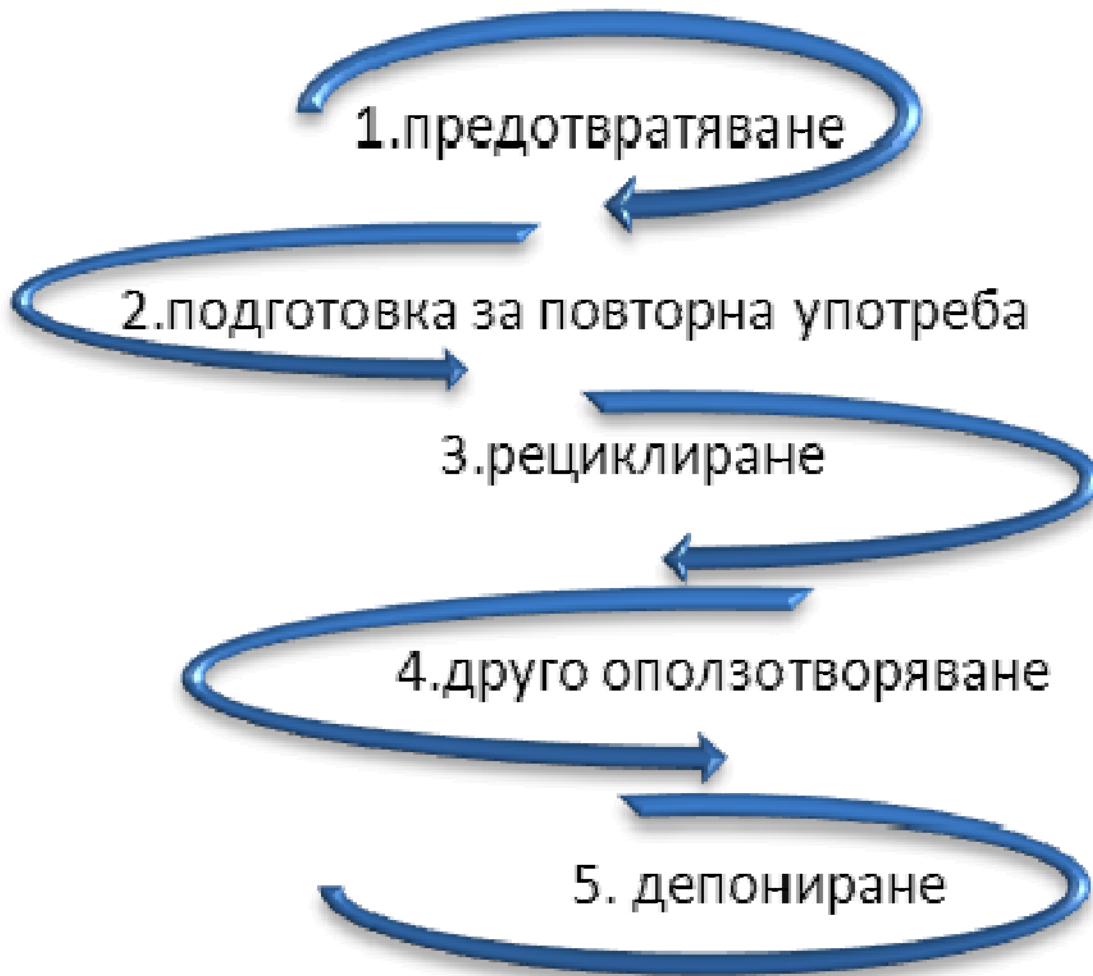 1.предотвратяване
2.подготовка за повторна употреба
3.рециклиране
4.друго оползотворяване
5. депониране